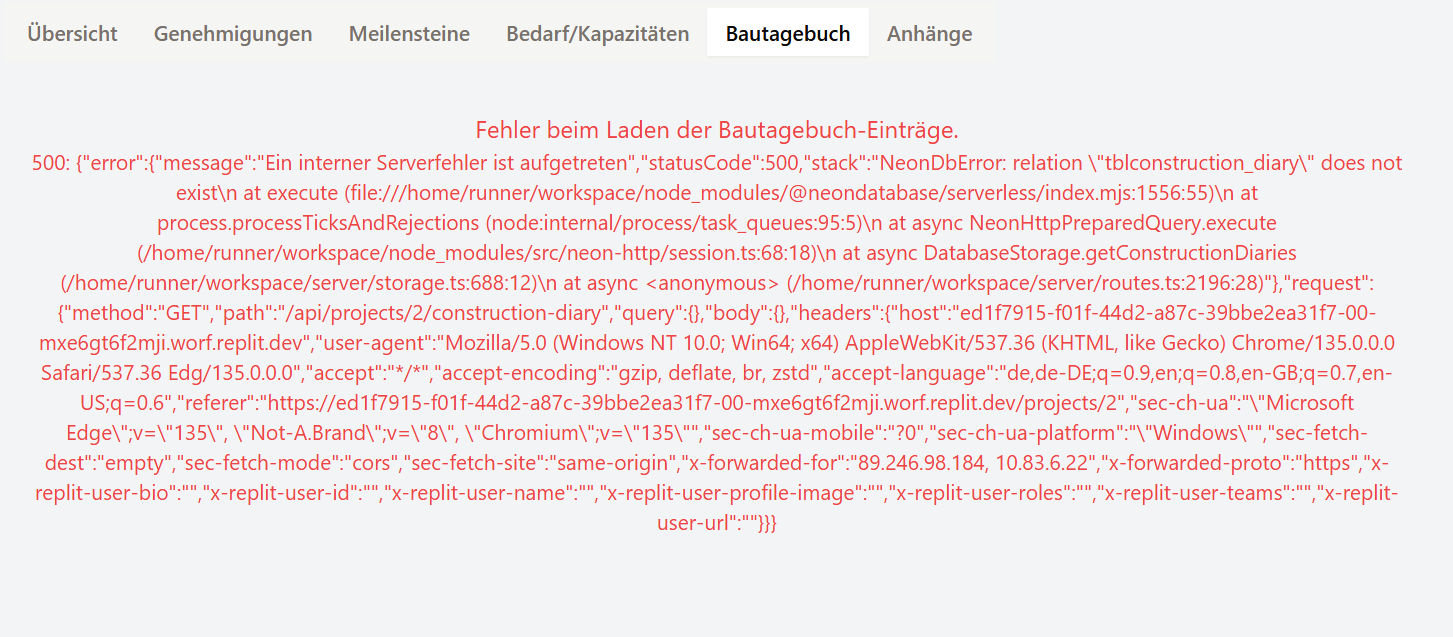 Übersicht Genehmigungen Meilensteine Bedarf/Kapazitäten Bautagebuch Anhänge
Fehler beim Laden der Bautagebuch-Einträge.
500: {"error":{"message":"Ein interner Serverfehler ist aufgetreten","statusCode":500,"stack":"NeonDbError: relation \"tblconstruction_diary\" does not
exist\n at execute (file:///home/runner/workspace/node_modules/@neondatabase/serverless/index.mjs:1556:55)\n at
process.processTicksAndRejections (node:internal/process/task_queues:95:5)\n at async NeonHttpPreparedQuery.execute
(/home/runner/workspace/node_modules/src/neon-http/session.ts:68:18)\n at async DatabaseStorage.getConstructionDiaries
(/home/runner/workspace/server/storage.ts:688:12)\n at async <anonymous> (/home/runner/workspace/server/routes.ts:2196:28)"},"request":
{"method":"GET","path":"/api/projects/2/construction-diary","query":{},"body":{},"headers":{"host":"ed1f7915-f01f-44d2-a87c-39bbe2ea31f7-00-
mxe6gt6f2mji.worf.replit.dev","user-agent":"Mozilla/5.0 (Windows NT 10.0; Win64; x64) AppleWebKit/537.36 (KHTML, like Gecko) Chrome/135.0.0.0
Safari/537.36 Edg/135.0.0.0","accept":"*/*","accept-encoding":"gzip, deflate, br, zstd","accept-language":"de,de-DE;q=0.9,en;q=0.8,en-GB;q=0.7,en-
US;q=0.6","referer":"https://ed1f7915-f01f-44d2-a87c-39bbe2ea31f7-00-mxe6gt6f2mji.worf.replit.dev/projects/2","sec-ch-ua":"\"Microsoft
Edge\";v=\"135\", \"Not-A.Brand\";v=\"8\", \"Chromium\";v=\"135\"","sec-ch-ua-mobile":"?0","sec-ch-ua-platform":"\"Windows\"","sec-fetch-
dest":"empty","sec-fetch-mode":"cors","sec-fetch-site":"same-origin","x-forwarded-for":"89.246.98.184, 10.83.6.22","x-forwarded-proto":"https","x-
replit-user-bio":"","x-replit-user-id":"","x-replit-user-name":"","x-replit-user-profile-image":"","x-replit-user-roles":"","x-replit-user-teams":"","x-replit-
user-url":""}}}